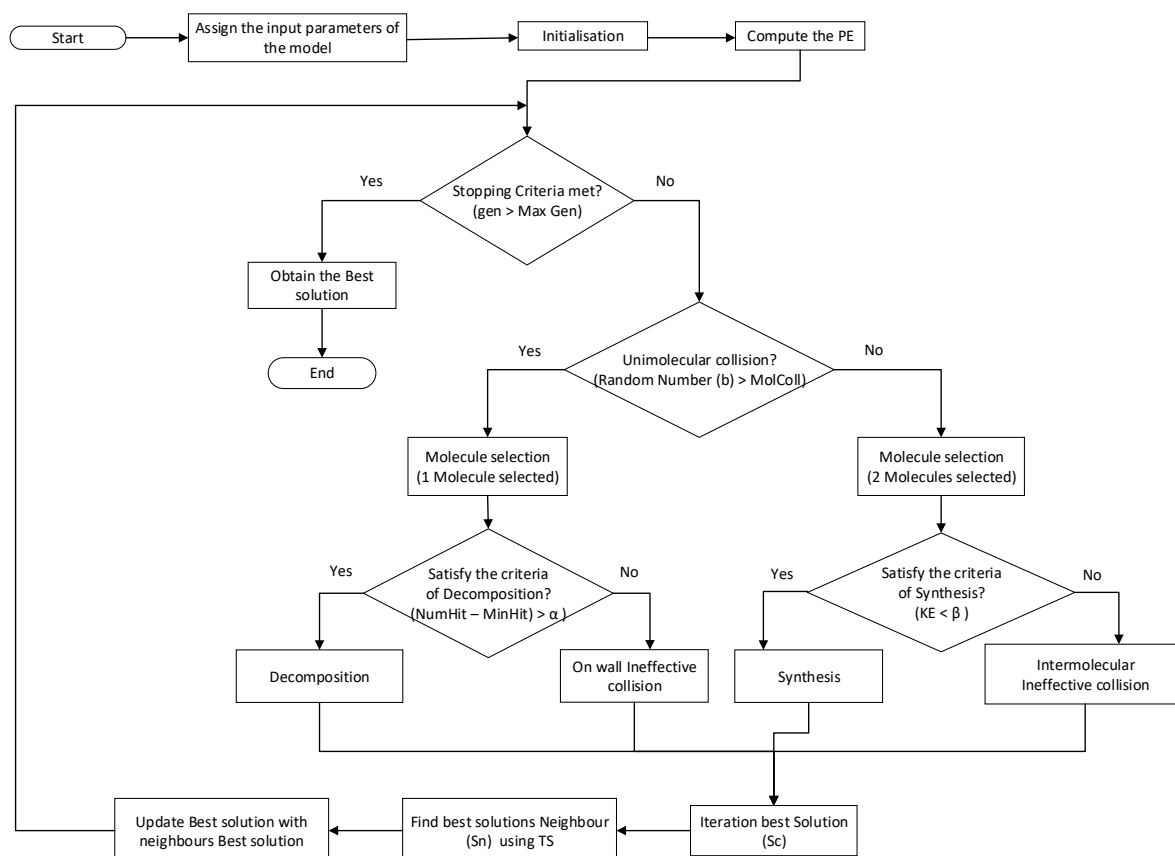 Start
Assign the input parameters of
the model
Initialisation
Compute the PE
Yes
Stopping Criteria met?
(gen > Max Gen)
No
Obtain the Best
solution
End
Yes
Unimolecular collision?
(Random Number (b) > MolColl)
No
Molecule selection
(1 Molecule selected)
Molecule selection
(2 Molecules selected)
Yes
Satisfy the criteria
of Decomposition?
(NumHit – MinHit) > α )
No
Yes
Satisfy the criteria
of Synthesis?
(KE < β )
No
Decomposition
On wall Ineffective
collision
Synthesis
Intermolecular
Ineffective collision
Update Best solution with
neighbours Best solution
Find best solutions Neighbour
(Sn) using TS
Iteration best Solution
(Sc)